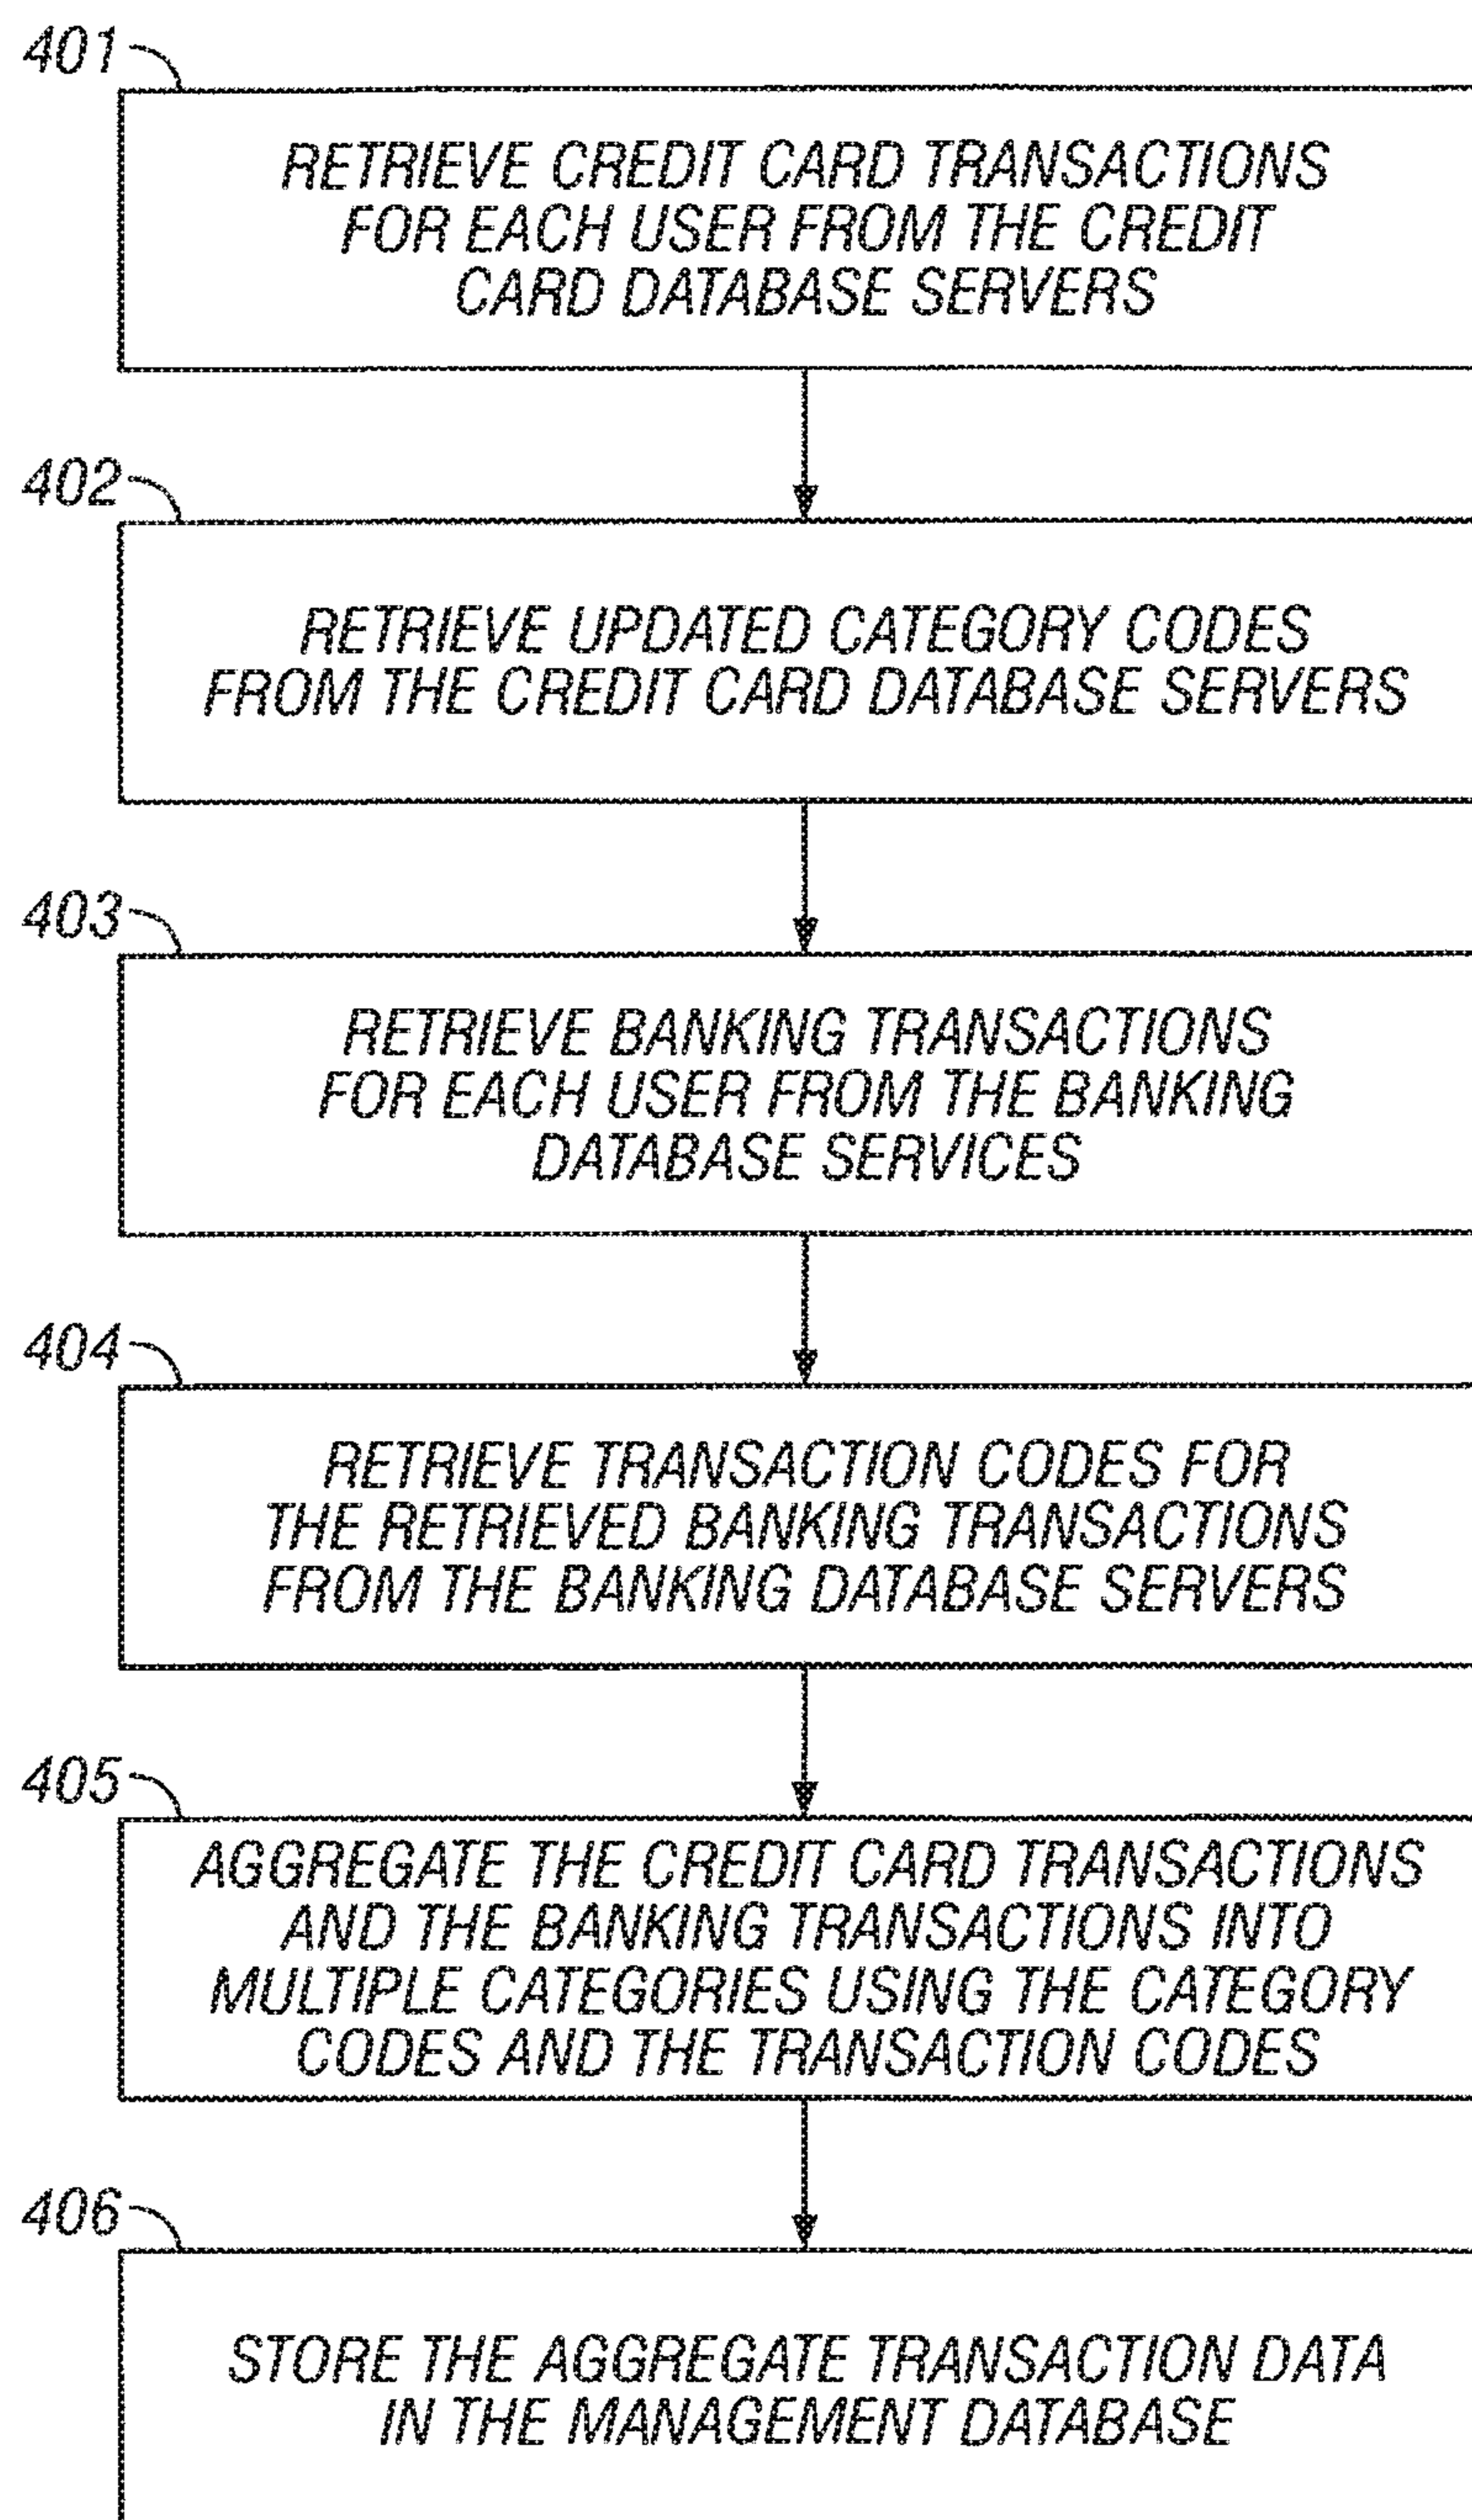 401
RETRIEVE CREDIT CARD TRANSACTIONS
FOR EACH USER FROM THE CREDIT
CARD DATABASE SERVERS
402
RETRIEVE UPDATED CATEGORY CODES
FROM THE CREDIT CARD DATABASE SERVERS
403
RETRIEVE BANKING TRANSACTIONS
FOR EACH USER FROM THE BANKING
DATABASE SERVICES
404
RETRIEVE TRANSACTION CODES FOR
THE RETRIEVED BANKING TRANSACTIONS
FROM THE BANKING DATABASE SERVERS
405
AGGREGATE THE CREDIT CARD TRANSACTIONS
AND THE BANKING TRANSACTIONS INTO
MULTIPLE CATEGORIES USING THE CATEGORY
CODES AND THE TRANSACTION CODES
406
STORE THE AGGREGATE TRANSACTION DATA
IN THE MANAGEMENT DATABASE